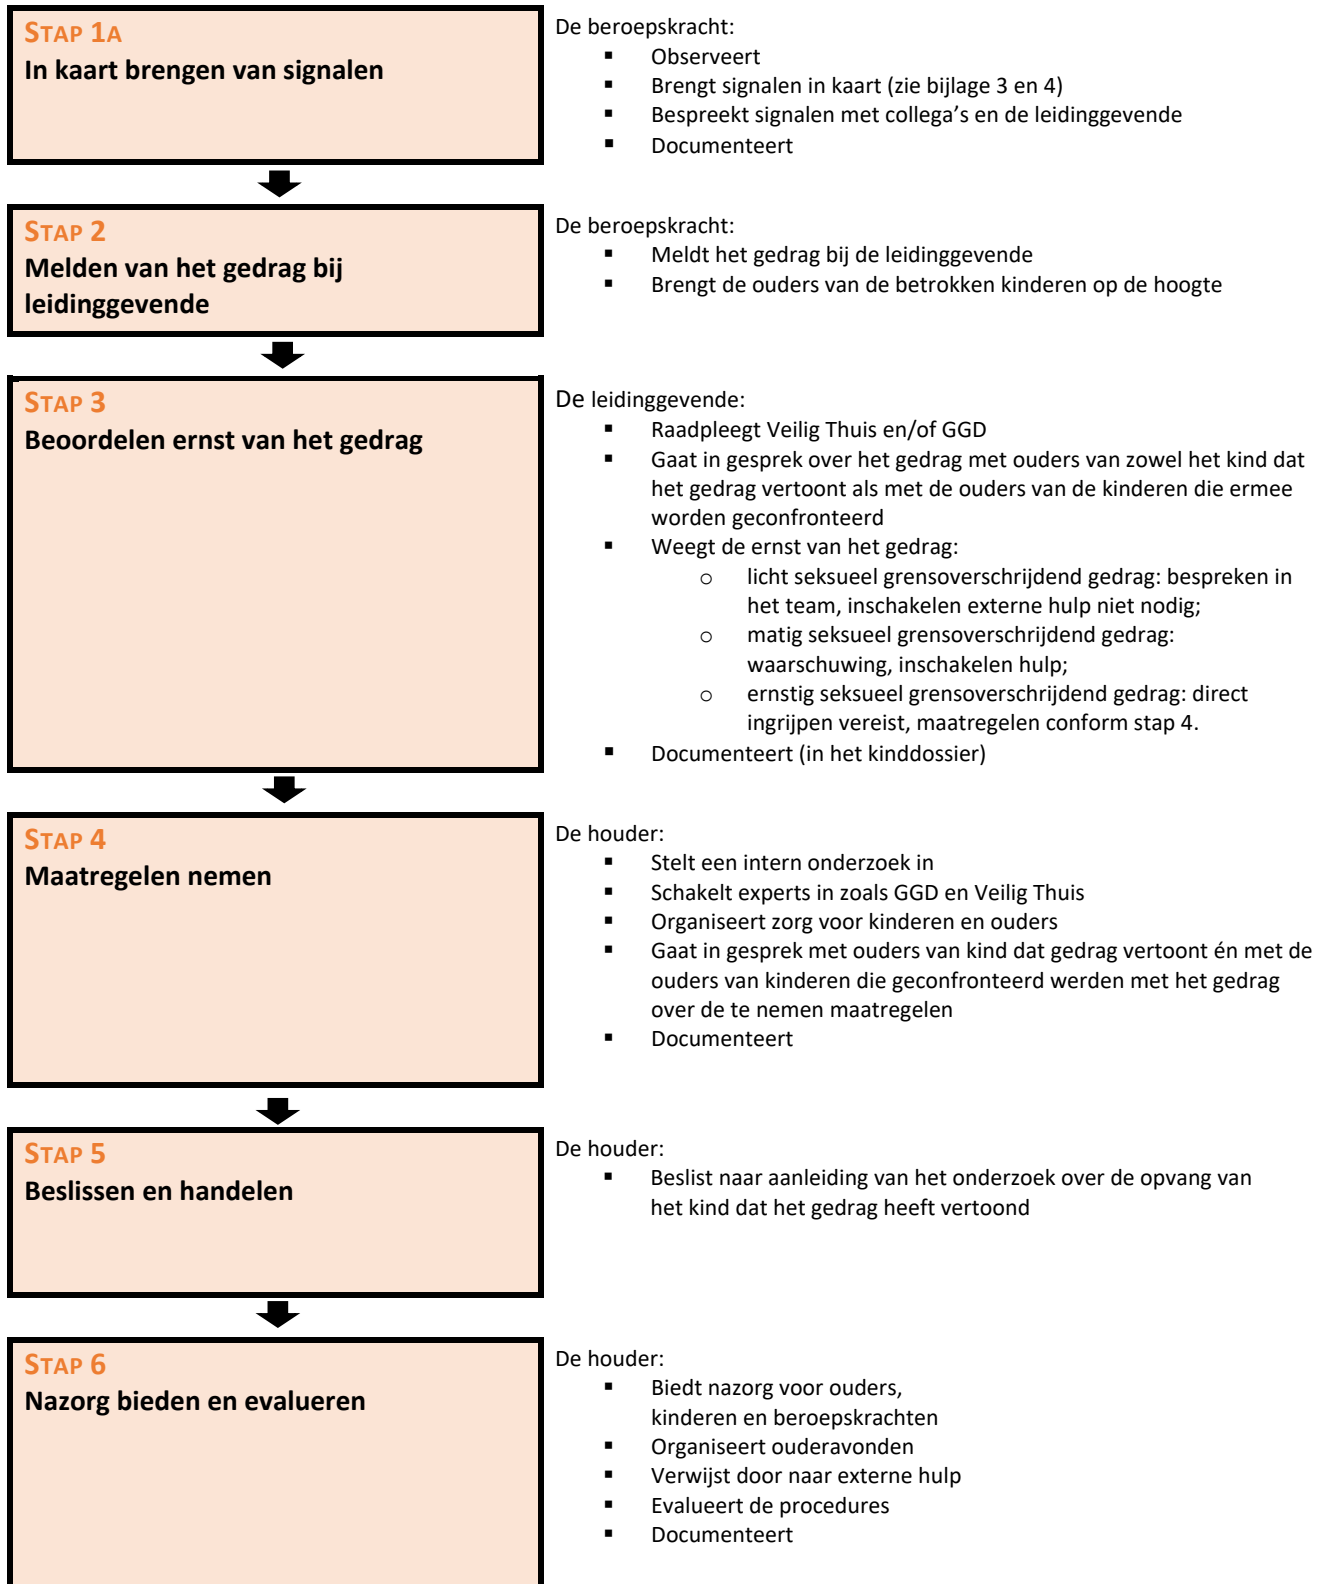 STAP 1A
In kaart brengen van signalen
De beroepskracht:
▪ Observeert
▪ Brengt signalen in kaart (zie bijlage 3 en 4)
▪ Bespreekt signalen met collega’s en de leidinggevende
▪ Documenteert
STAP 2
Melden van het gedrag bij
leidinggevende
De beroepskracht:
▪ Meldt het gedrag bij de leidinggevende
▪ Brengt de ouders van de betrokken kinderen op de hoogte
STAP 3
Beoordelen ernst van het gedrag
De leidinggevende:
▪ Raadpleegt Veilig Thuis en/of GGD
▪ Gaat in gesprek over het gedrag met ouders van zowel het kind dat
het gedrag vertoont als met de ouders van de kinderen die ermee
worden geconfronteerd
▪ Weegt de ernst van het gedrag:
o licht seksueel grensoverschrijdend gedrag: bespreken in
het team, inschakelen externe hulp niet nodig;
o matig seksueel grensoverschrijdend gedrag:
waarschuwing, inschakelen hulp;
o ernstig seksueel grensoverschrijdend gedrag: direct
ingrijpen vereist, maatregelen conform stap 4.
▪ Documenteert (in het kinddossier)
STAP 4
Maatregelen nemen
De houder:
▪ Stelt een intern onderzoek in
▪ Schakelt experts in zoals GGD en Veilig Thuis
▪ Organiseert zorg voor kinderen en ouders
▪ Gaat in gesprek met ouders van kind dat gedrag vertoont én met de
ouders van kinderen die geconfronteerd werden met het gedrag
over de te nemen maatregelen
▪ Documenteert
STAP 5
Beslissen en handelen
De houder:
▪ Beslist naar aanleiding van het onderzoek over de opvang van
het kind dat het gedrag heeft vertoond
STAP 6
Nazorg bieden en evalueren
De houder:
▪ Biedt nazorg voor ouders,
kinderen en beroepskrachten
▪ Organiseert ouderavonden
▪ Verwijst door naar externe hulp
▪ Evalueert de procedures
▪ Documenteert